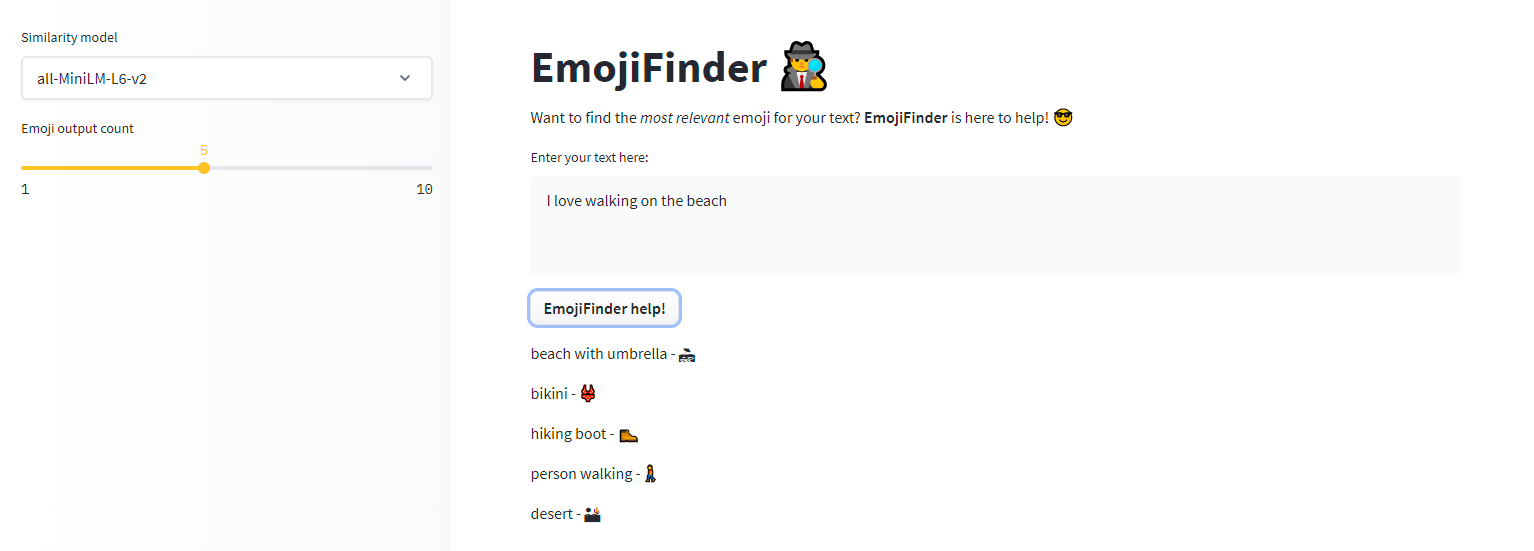 Similarity model
all-MiniLM-L6-v2
Emoji output count
5
1 10
EmojiFinder 🕵️
Want to find the most relevant emoji for your text? EmojiFinder is here to help! 😎
Enter your text here:
I love walking on the beach
EmojiFinder help!
beach with umbrella - 🏖
bikini - 👙
hiking boot - 🥾
person walking - 🚶
desert - 🏜